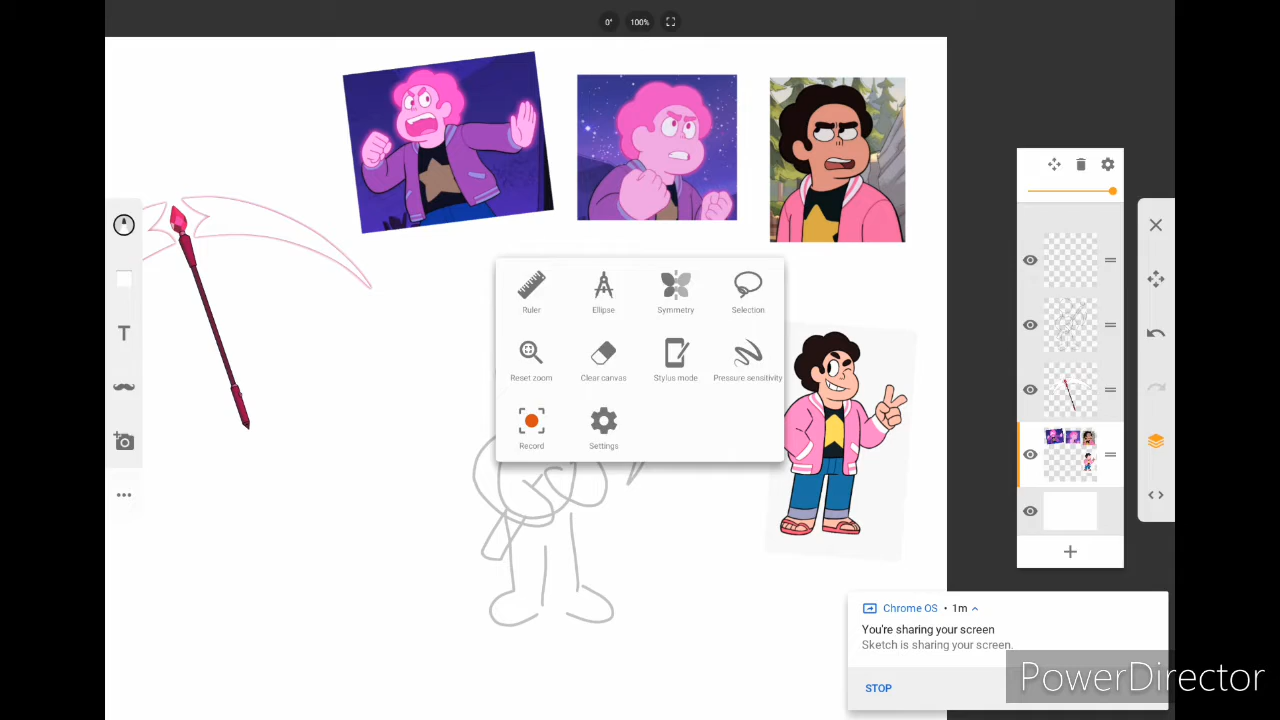 0° 100%
Ruler Ellipse Symmetry Selection
Reset zoom Clear canvas Stylus mode Pressure sensitivity
Record Settings
T
Chrome OS • 1m
You're sharing your screen
Sketch is sharing your screen.
STOP
PowerDirector